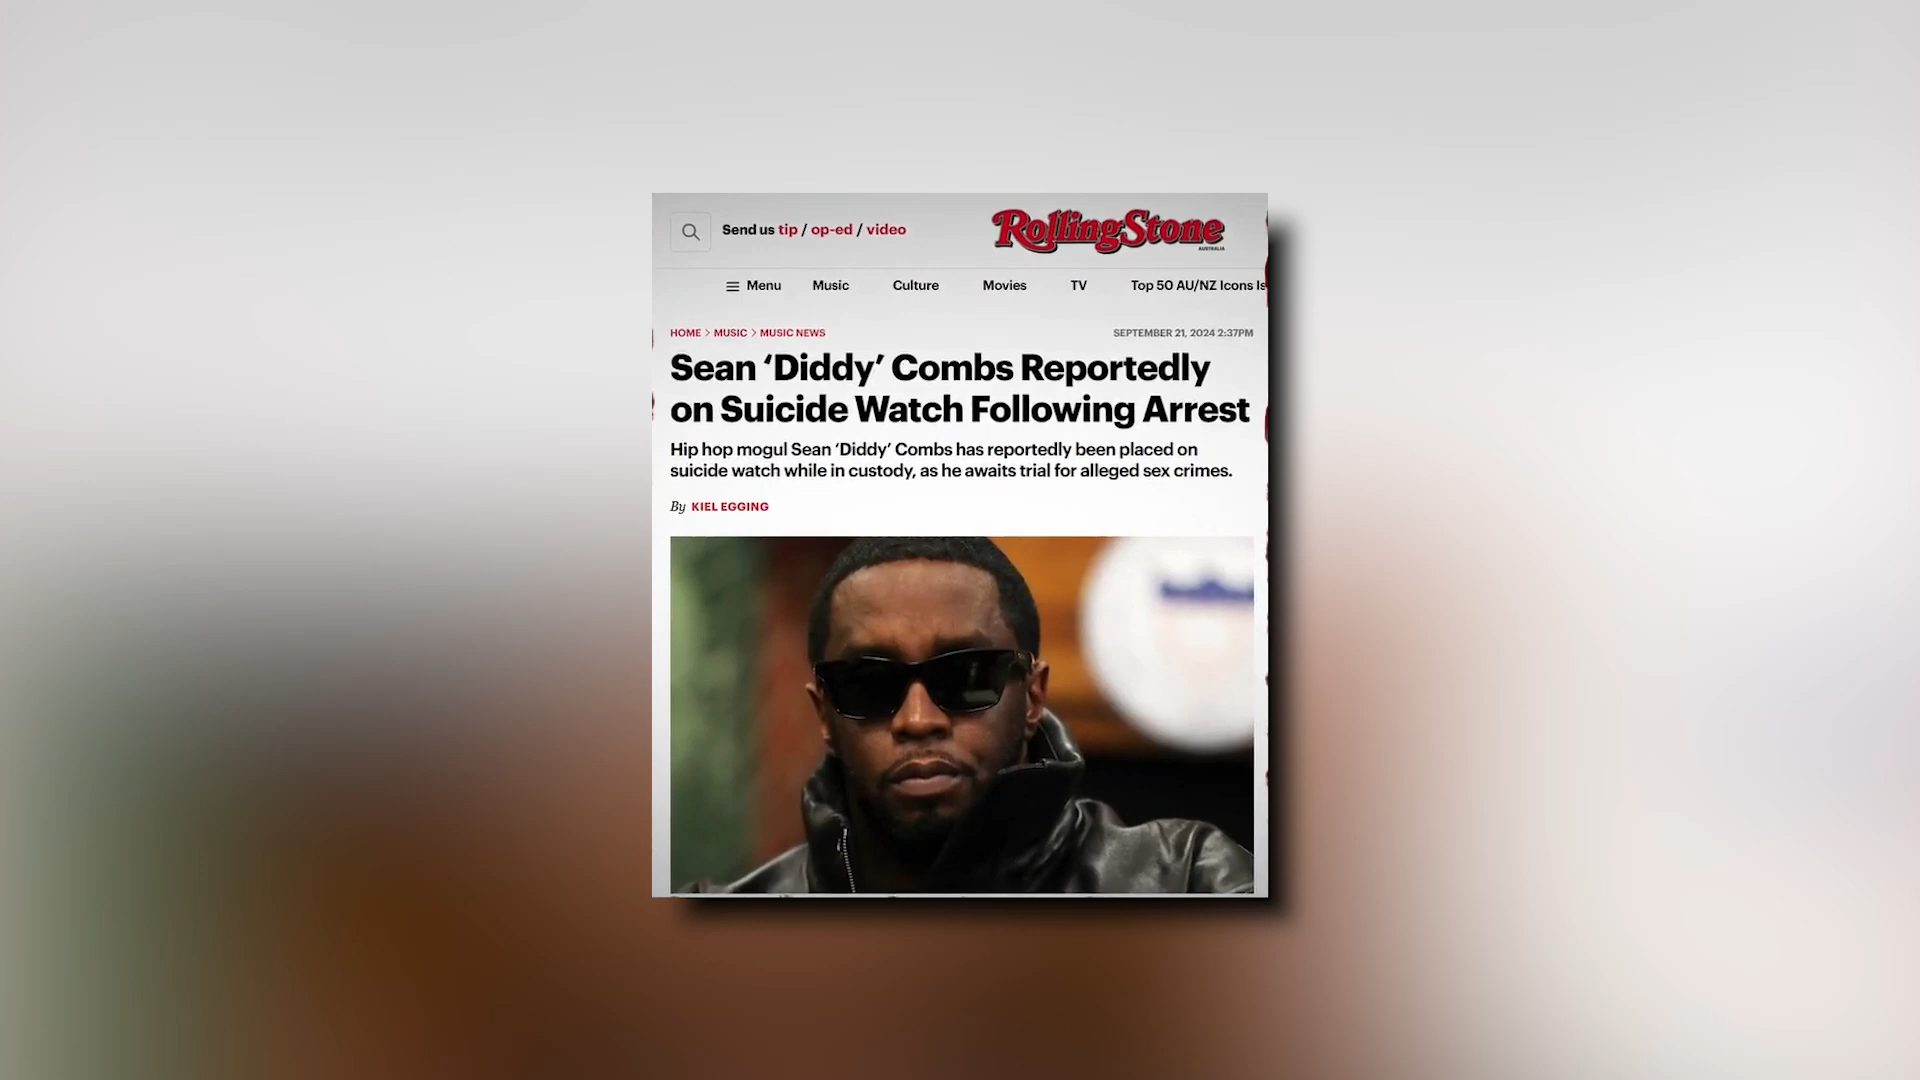 Send us tip / op-ed / video
RollingStone
AUSTRALIA
Menu Music Culture Movies TV Top 50 AU/NZ Icons Is
HOME > MUSIC > MUSIC NEWS
SEPTEMBER 21, 2024 2:37PM
Sean ‘Diddy’ Combs Reportedly
on Suicide Watch Following Arrest
Hip hop mogul Sean ‘Diddy’ Combs has reportedly been placed on
suicide watch while in custody, as he awaits trial for alleged sex crimes.
By KIEL EGGING